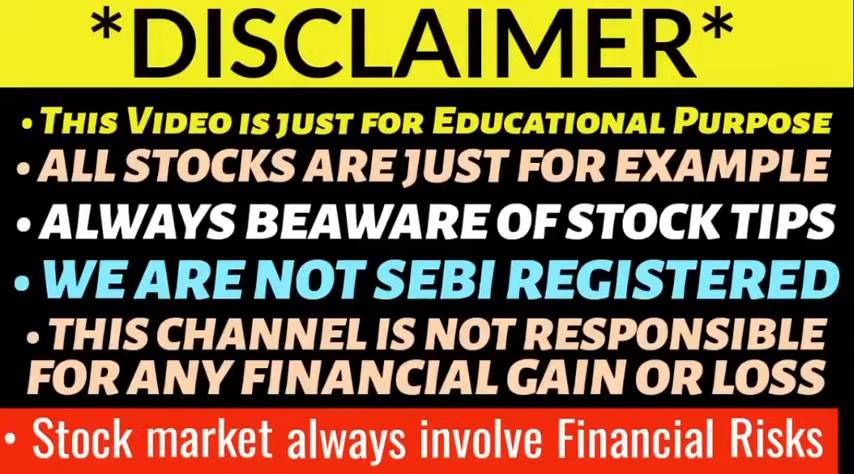 *DISCLAIMER*
• THIS VIDEO IS JUST FOR EDUCATIONAL PURPOSE
• ALL STOCKS ARE JUST FOR EXAMPLE
• ALWAYS BEAWARE OF STOCK TIPS
• WE ARE NOT SEBI REGISTERED
• THIS CHANNEL IS NOT RESPONSIBLE
FOR ANY FINANCIAL GAIN OR LOSS
• Stock market always involve Financial Risks